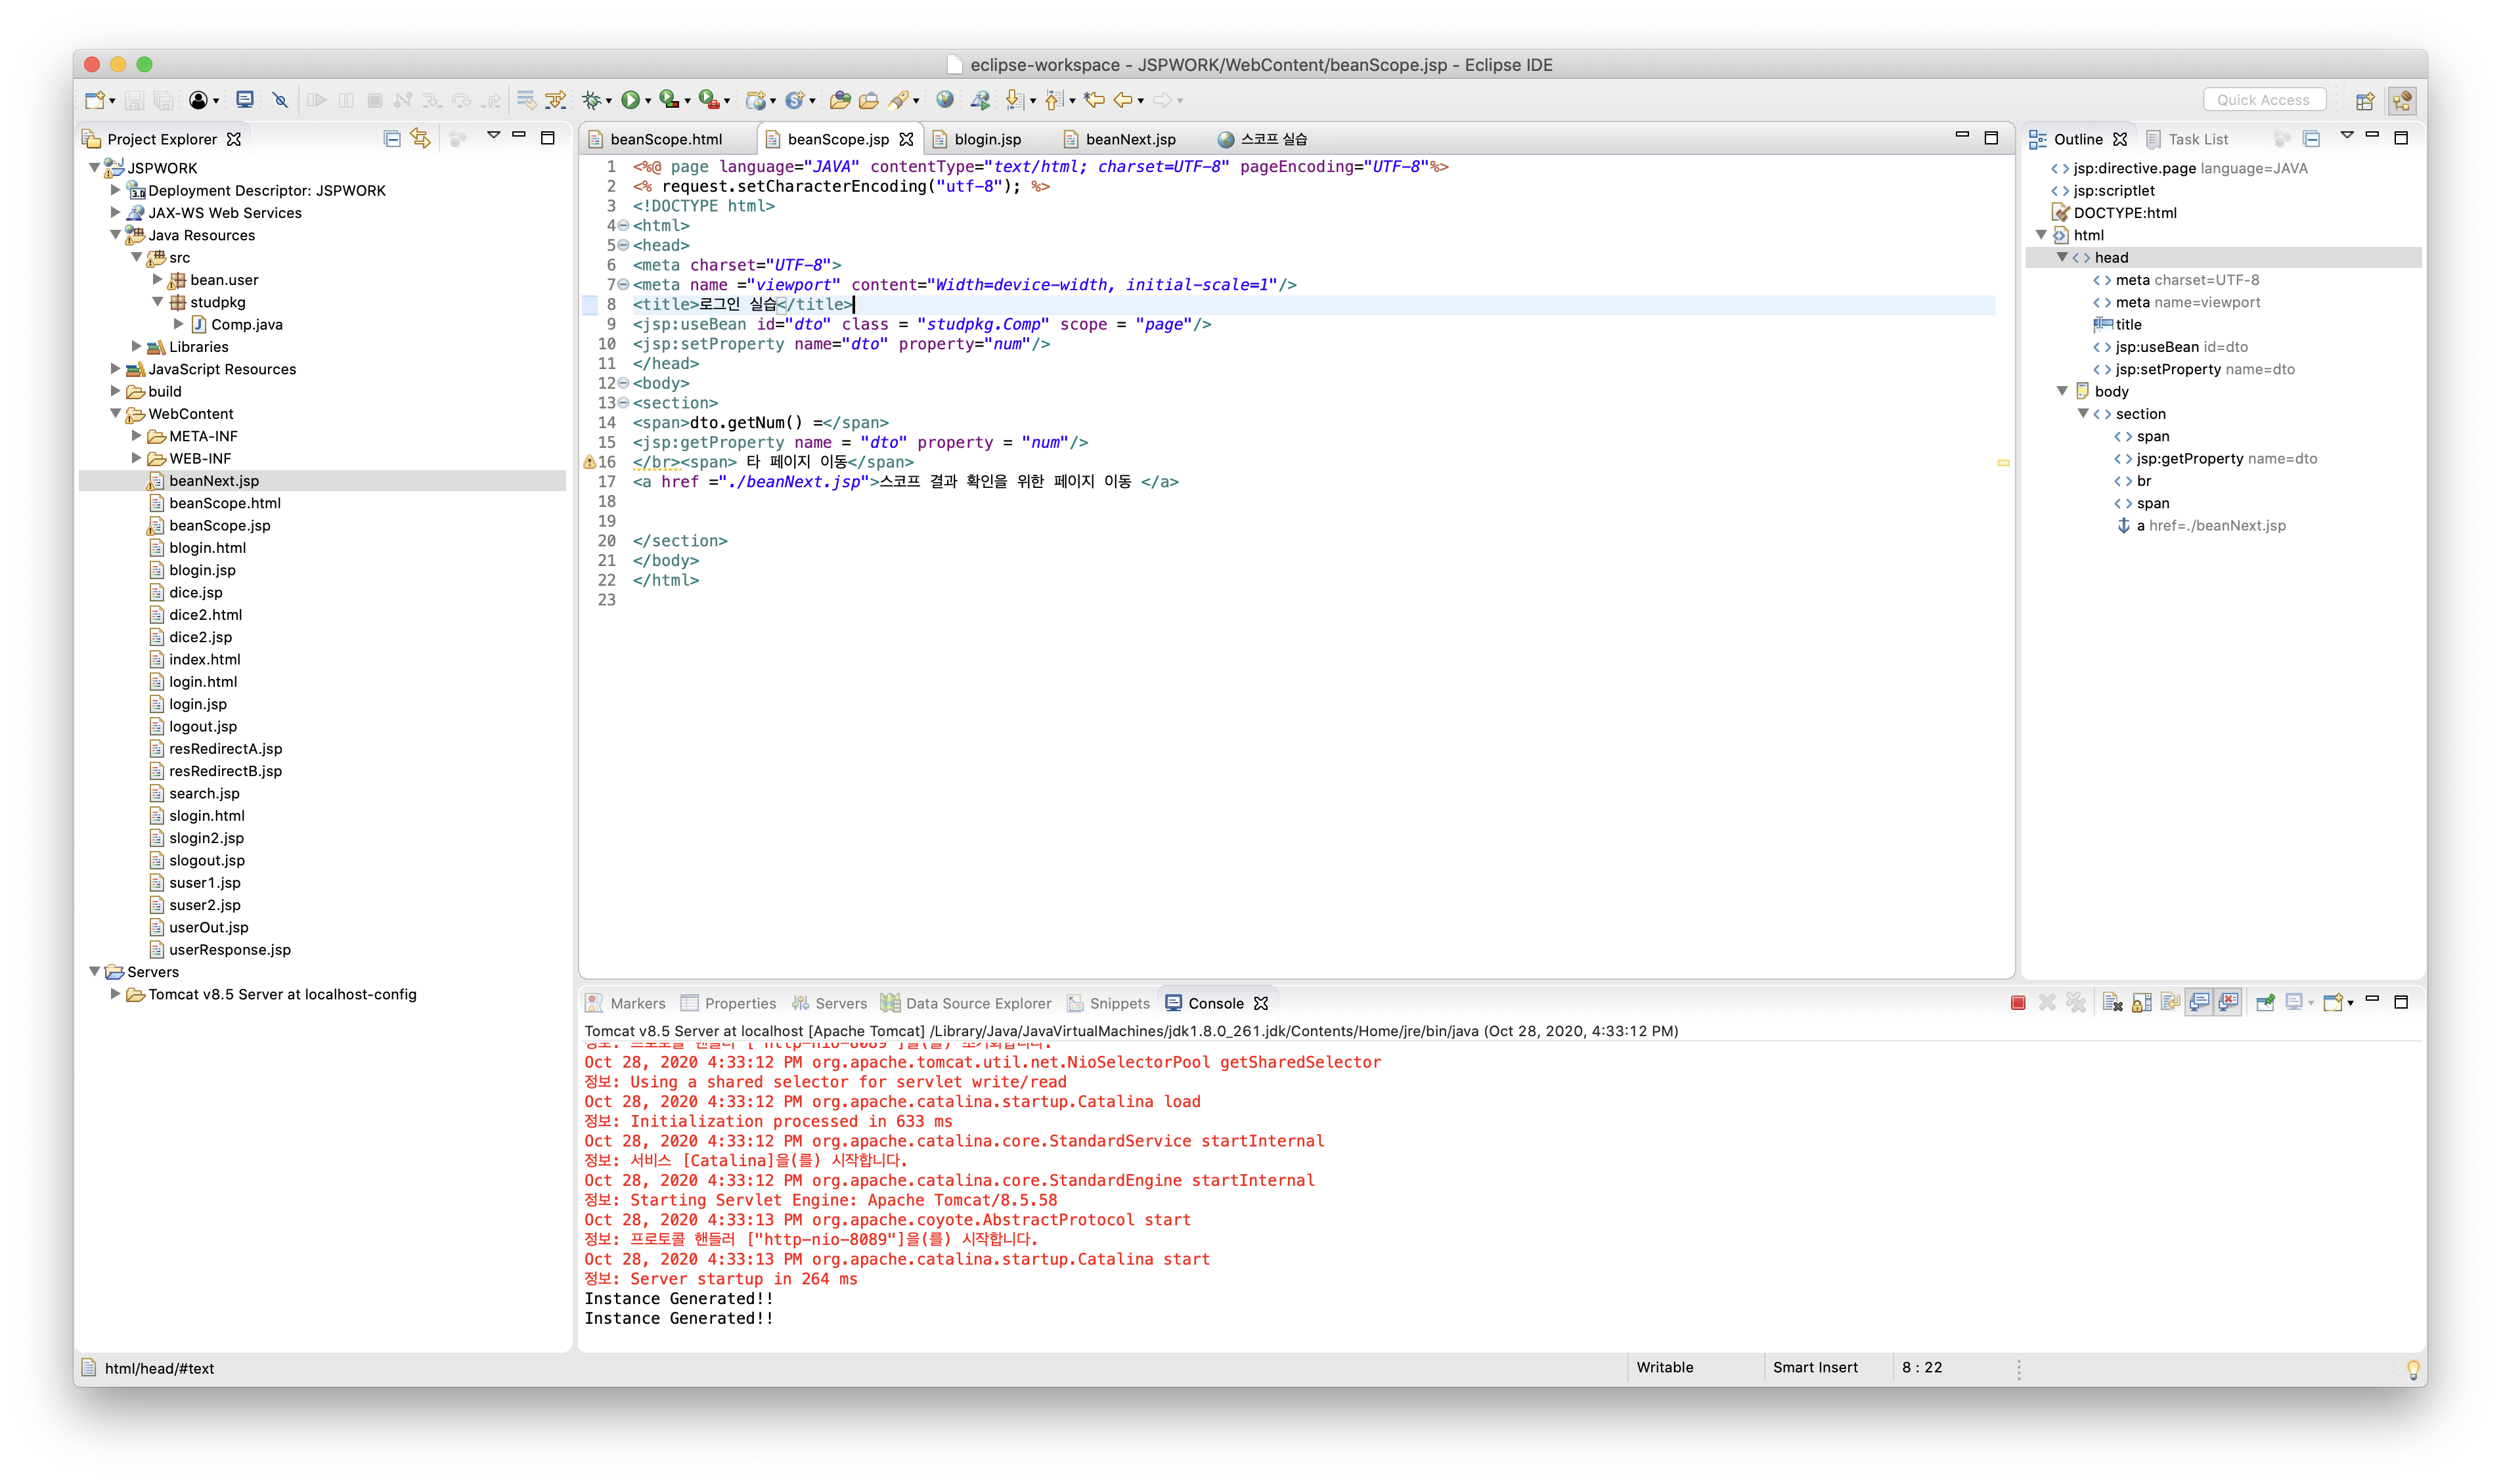 eclipse-workspace - JSPWORK/WebContent/beanScope.jsp - Eclipse IDE
Quick Access
Project Explorer
JSPWORK
Deployment Descriptor: JSPWORK
JAX-WS Web Services
Java Resources
src
bean.user
studpkg
Comp.java
Libraries
JavaScript Resources
build
WebContent
META-INF
WEB-INF
beanNext.jsp
beanScope.html
beanScope.jsp
blogin.html
blogin.jsp
dice.jsp
dice2.html
dice2.jsp
index.html
login.html
login.jsp
logout.jsp
resRedirectA.jsp
resRedirectB.jsp
search.jsp
slogin.html
slogin2.jsp
slogout.jsp
suser1.jsp
suser2.jsp
userOut.jsp
userResponse.jsp
Servers
Tomcat v8.5 Server at localhost-config
beanScope.html beanScope.jsp blogin.jsp beanNext.jsp 스코프 실습
1 <%@ page language="JAVA" contentType="text/html; charset=UTF-8" pageEncoding="UTF-8"%>
2 <% request.setCharacterEncoding("utf-8"); %>
3 <!DOCTYPE html>
4 <html>
5 <head>
6 <meta charset="UTF-8">
7 <meta name ="viewport" content="Width=device-width, initial-scale=1"/>
8 <title>로그인 실습</title>
9 <jsp:useBean id="dto" class = "studpkg.Comp" scope = "page"/>
10 <jsp:setProperty name="dto" property="num"/>
11 </head>
12 <body>
13 <section>
14 <span>dto.getNum() =</span>
15 <jsp:getProperty name = "dto" property = "num"/>
16 </br><span> 타 페이지 이동</span>
17 <a href ="./beanNext.jsp">스코프 결과 확인을 위한 페이지 이동 </a>
18
19
20 </section>
21 </body>
22 </html>
23
Outline Task List
jsp:directive.page language=JAVA
jsp:scriptlet
DOCTYPE:html
html
head
meta charset=UTF-8
meta name=viewport
title
jsp:useBean id=dto
jsp:setProperty name=dto
body
section
span
jsp:getProperty name=dto
br
span
a href=./beanNext.jsp
Markers Properties Servers Data Source Explorer Snippets Console
Tomcat v8.5 Server at localhost [Apache Tomcat] /Library/Java/JavaVirtualMachines/jdk1.8.0_261.jdk/Contents/Home/jre/bin/java (Oct 28, 2020, 4:33:12 PM)
정보: 프로토콜 핸들러 ["http-nio-8089"]을(를) 초기화합니다.
Oct 28, 2020 4:33:12 PM org.apache.tomcat.util.net.NioSelectorPool getSharedSelector
정보: Using a shared selector for servlet write/read
Oct 28, 2020 4:33:12 PM org.apache.catalina.startup.Catalina load
정보: Initialization processed in 633 ms
Oct 28, 2020 4:33:12 PM org.apache.catalina.core.StandardService startInternal
정보: 서비스 [Catalina]을(를) 시작합니다.
Oct 28, 2020 4:33:12 PM org.apache.catalina.core.StandardEngine startInternal
정보: Starting Servlet Engine: Apache Tomcat/8.5.58
Oct 28, 2020 4:33:13 PM org.apache.coyote.AbstractProtocol start
정보: 프로토콜 핸들러 ["http-nio-8089"]을(를) 시작합니다.
Oct 28, 2020 4:33:13 PM org.apache.catalina.startup.Catalina start
정보: Server startup in 264 ms
Instance Generated!!
Instance Generated!!
html/head/#text Writable Smart Insert 8 : 22